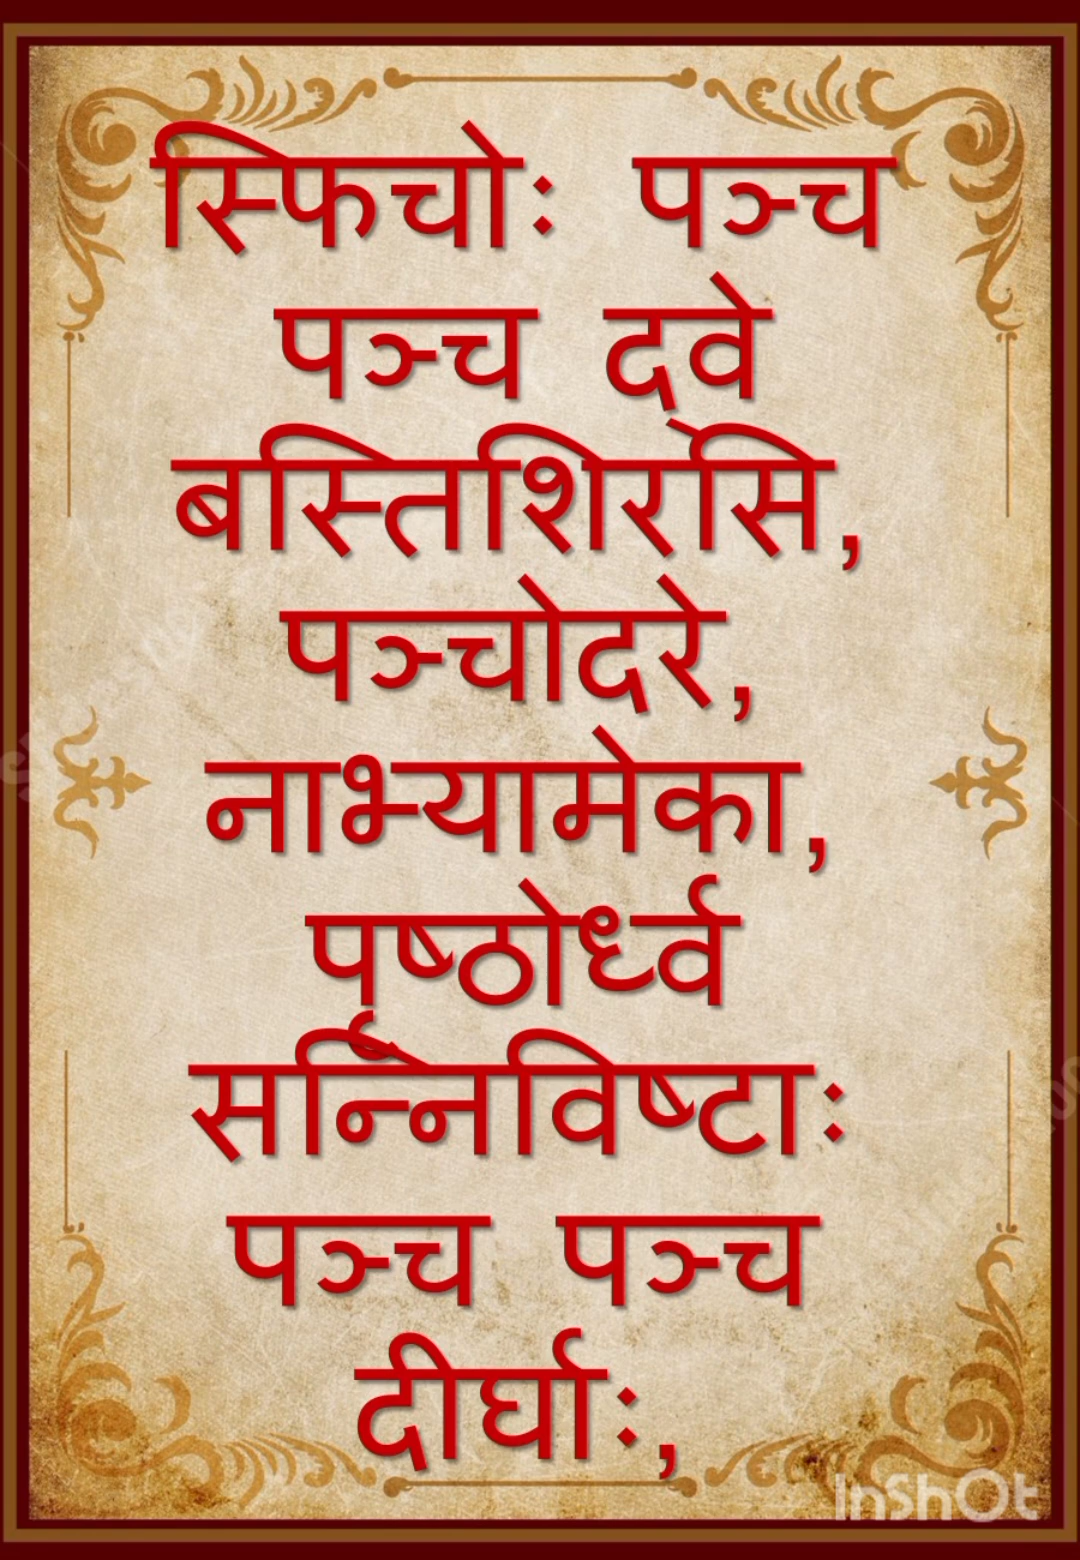 स्फिचोः पञ्च
पञ्च द्वे
बस्तिशिरसि,
पञ्चोदरे,
नाभ्यामेका,
पृष्ठोर्ध्व
सन्निविष्टाः
पञ्च पञ्च
दीर्घाः,
InShOt